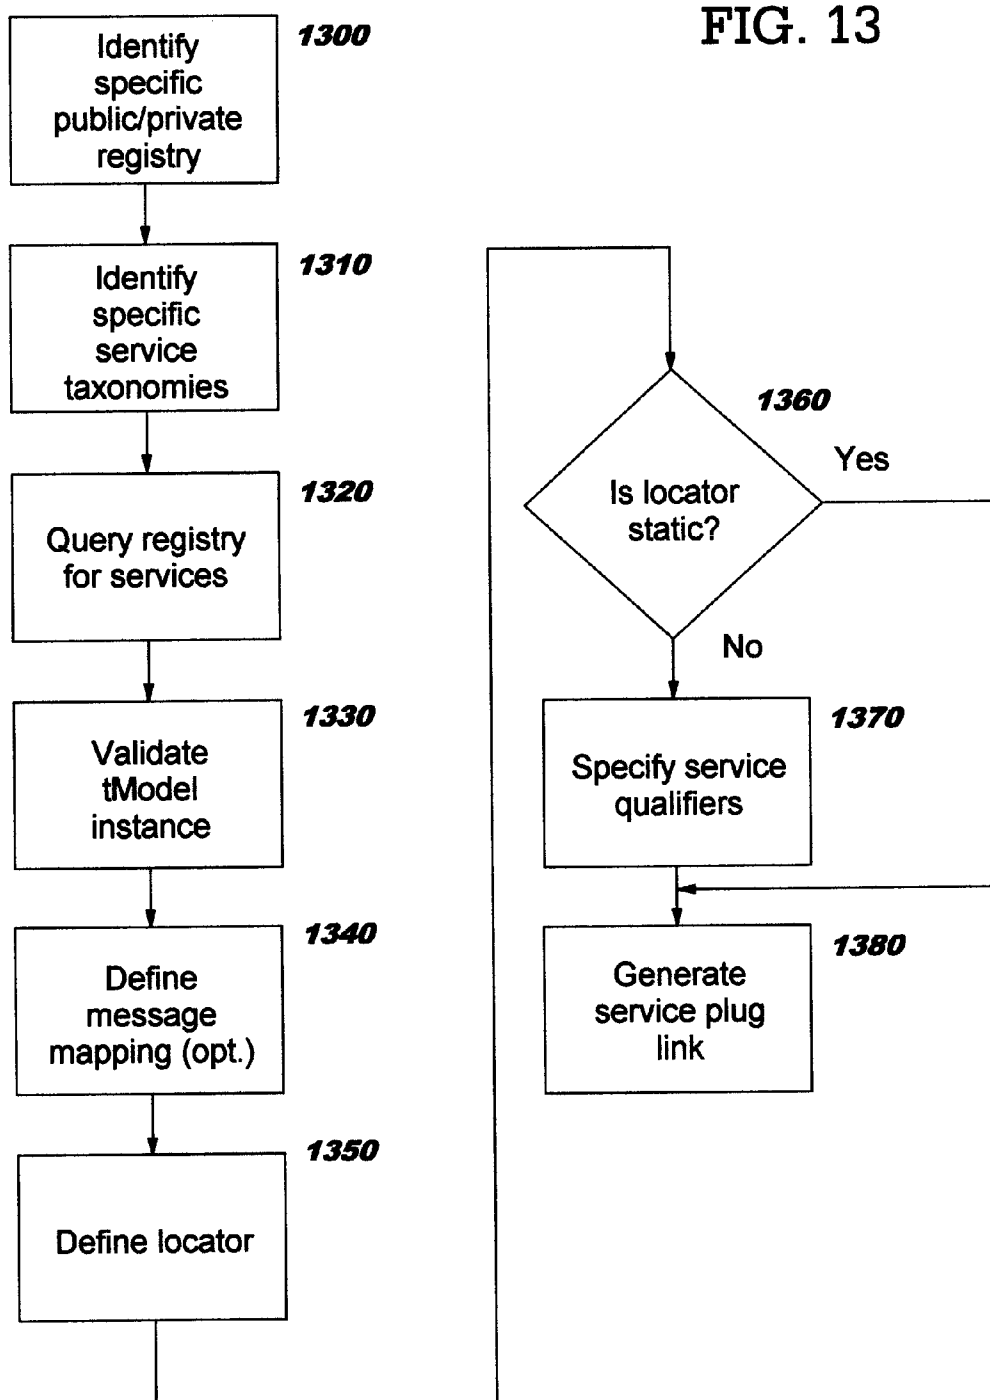 FIG. 13
1300
Identify
specific
public/private
registry
1310
Identify
specific
service
taxonomies
1320
Query registry
for services
1330
Validate
tModel
instance
1340
Define
message
mapping (opt.)
1350
Define locator
1360
Is locator
static?
Yes
No
1370
Specify service
qualifiers
1380
Generate
service plug
link